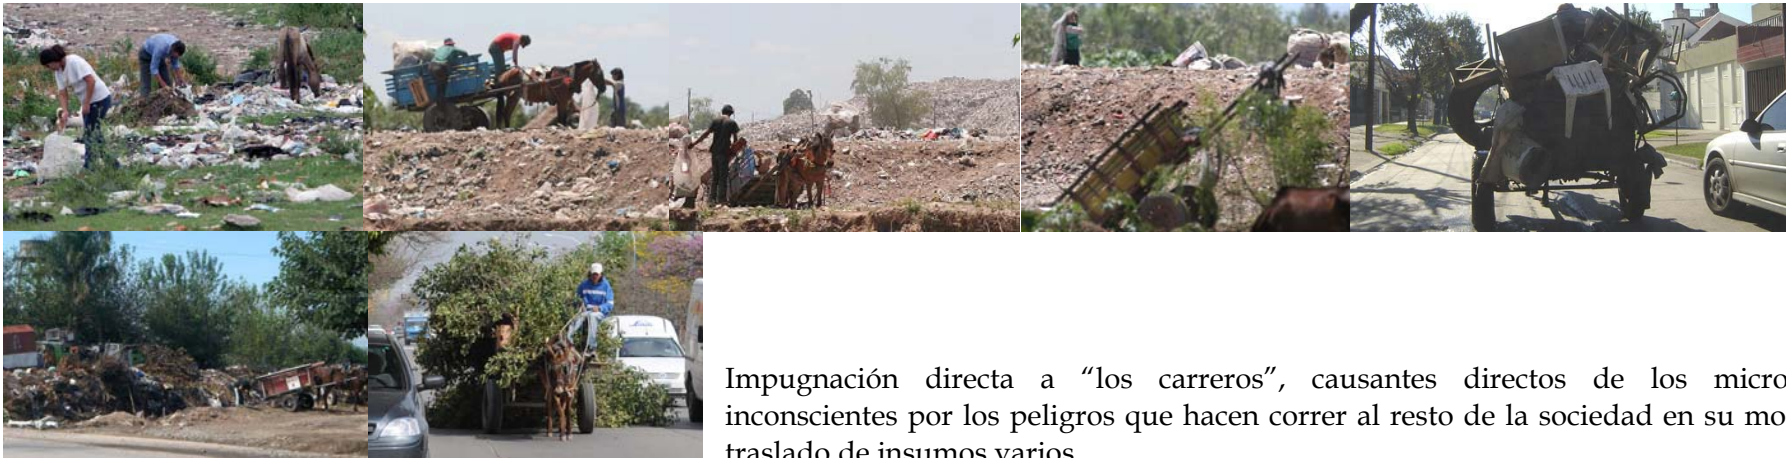 Impugnación directa a “los carreros”, causantes directos de los micro
inconscientes por los peligros que hacen correr al resto de la sociedad en su mo
traslado de insumos varios